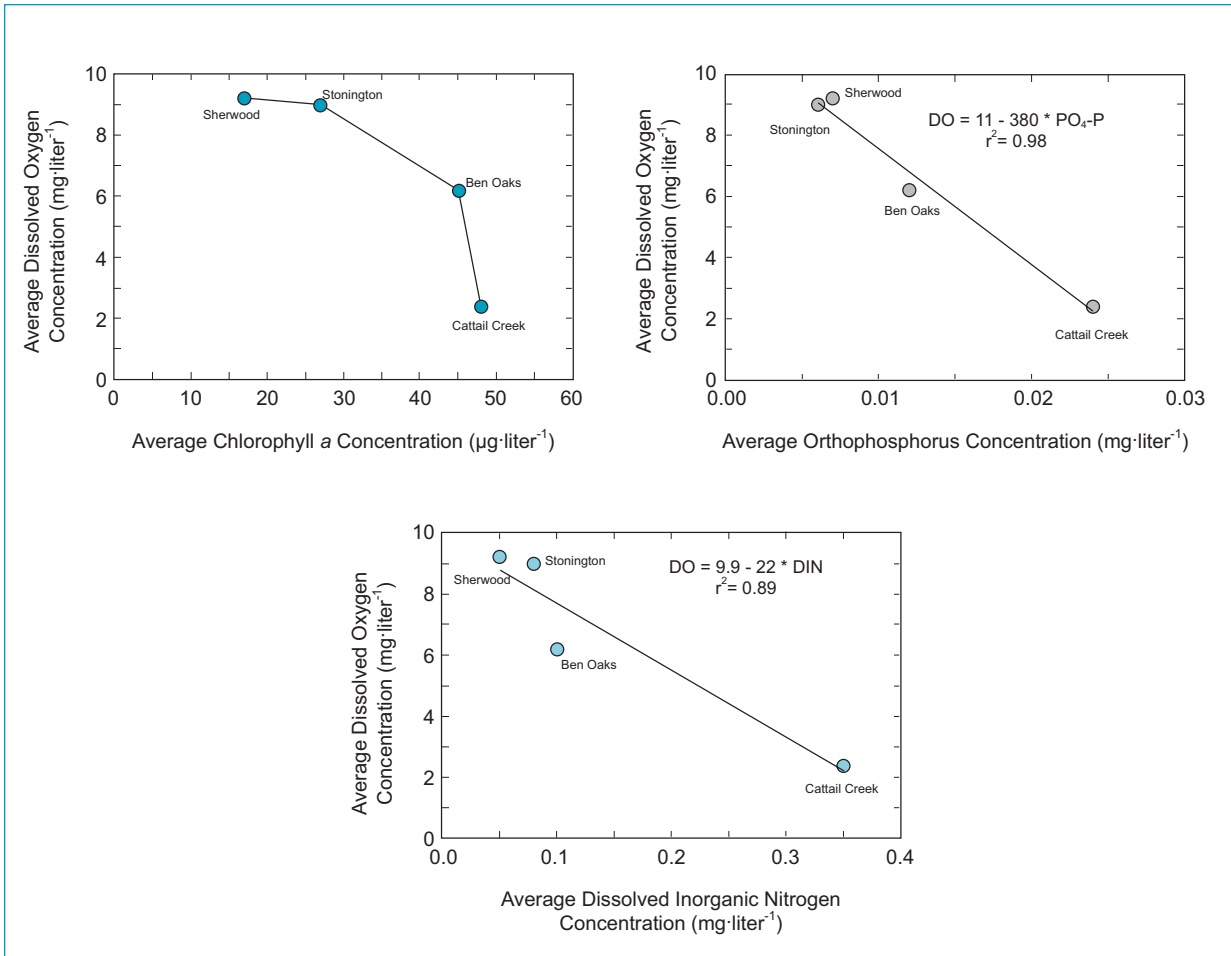 Average Dissolved Oxygen
Concentration (mg·liter-1)
10
8
6
4
2
0
Sherwood
Stonington
Ben Oaks
Cattail Creek
0 10 20 30 40 50 60
Average Chlorophyll a Concentration (µg·liter-1)
Average Dissolved Oxygen
Concentration (mg·liter-1)
10
8
6
4
2
0
Sherwood
Stonington
DO = 11 - 380 * PO4-P
r2= 0.98
Ben Oaks
Cattail Creek
0.00 0.01 0.02 0.03
Average Orthophosphorus Concentration (mg·liter-1)
Average Dissolved Oxygen
Concentration (mg·liter-1)
10
8
6
4
2
0
Sherwood
Stonington
DO = 9.9 - 22 * DIN
r2= 0.89
Ben Oaks
Cattail Creek
0.0 0.1 0.2 0.3 0.4
Average Dissolved Inorganic Nitrogen
Concentration (mg·liter-1)